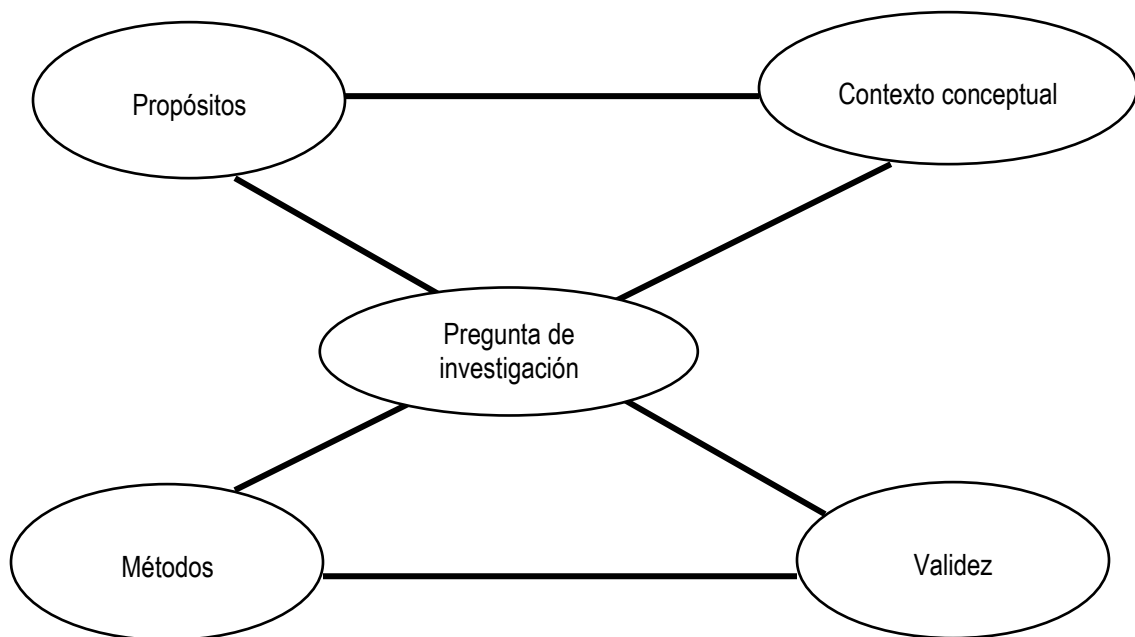 Propósitos
Contexto conceptual
Pregunta de
investigación
Métodos
Validez